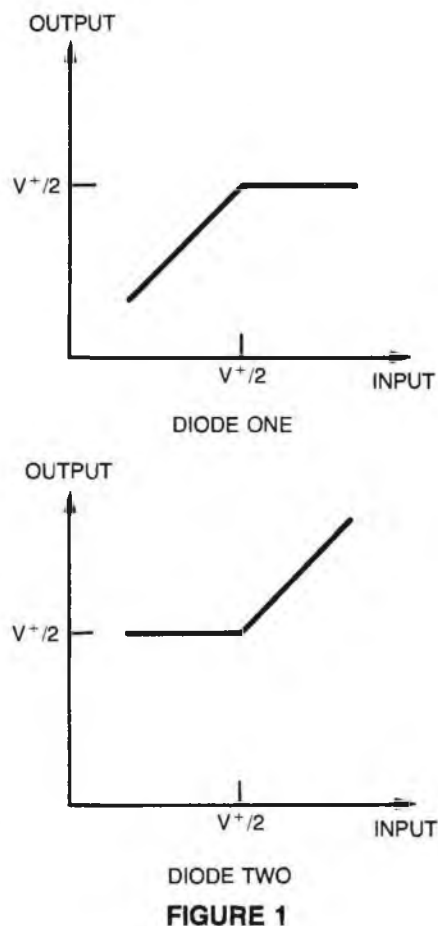 OUTPUT
V+/2
V+/2
INPUT
DIODE ONE
OUTPUT
V+/2
V+/2
INPUT
DIODE TWO
FIGURE 1